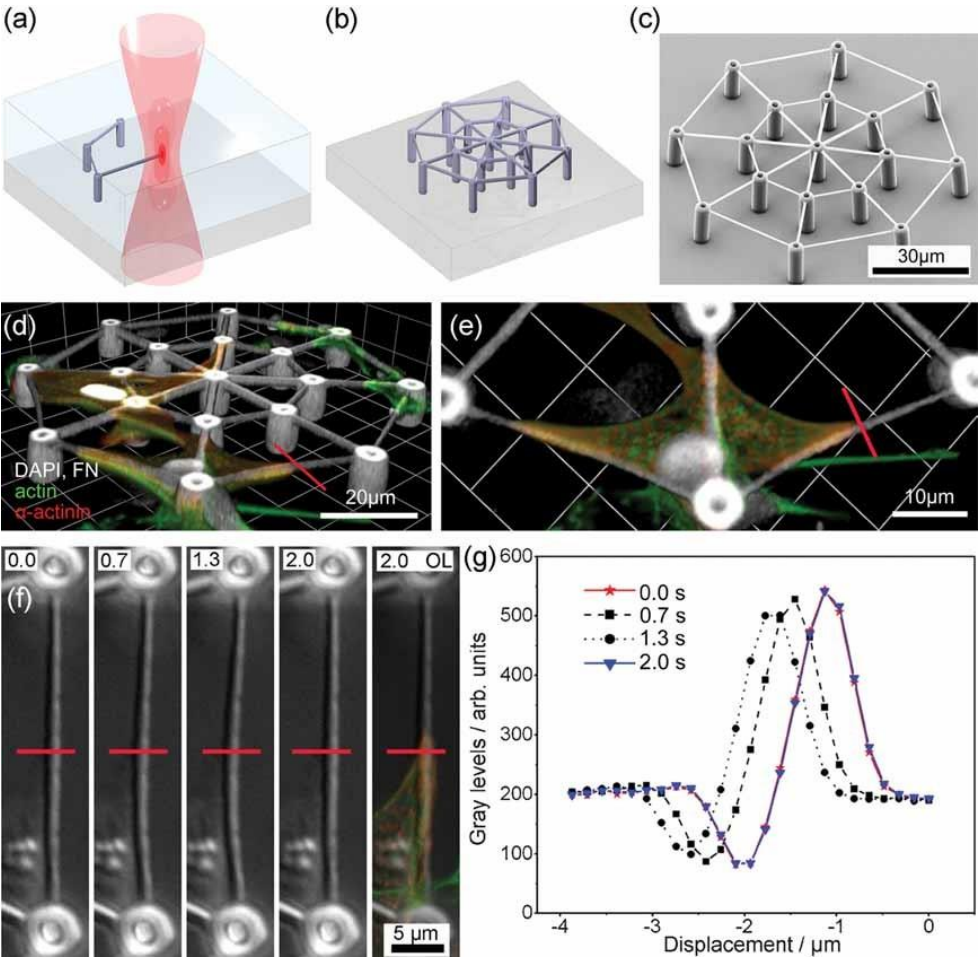 (a)
(b)
(c)
30µm
(d)
DAPI, FN
actin
α-actinin
20µm
(e)
10µm
(f)
0.0
0.7
1.3
2.0
2.0 OL
5 µm
(g)
600
500
400
300
200
100
0
0.0 s
0.7 s
1.3 s
2.0 s
-4
-3
-2
-1
0
Gray levels / arb. units
Displacement / µm